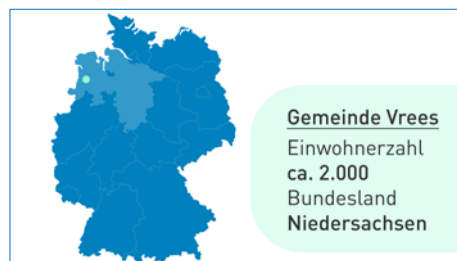 Gemeinde Vrees
Einwohnerzahl
ca. 2.000
Bundesland
Niedersachsen